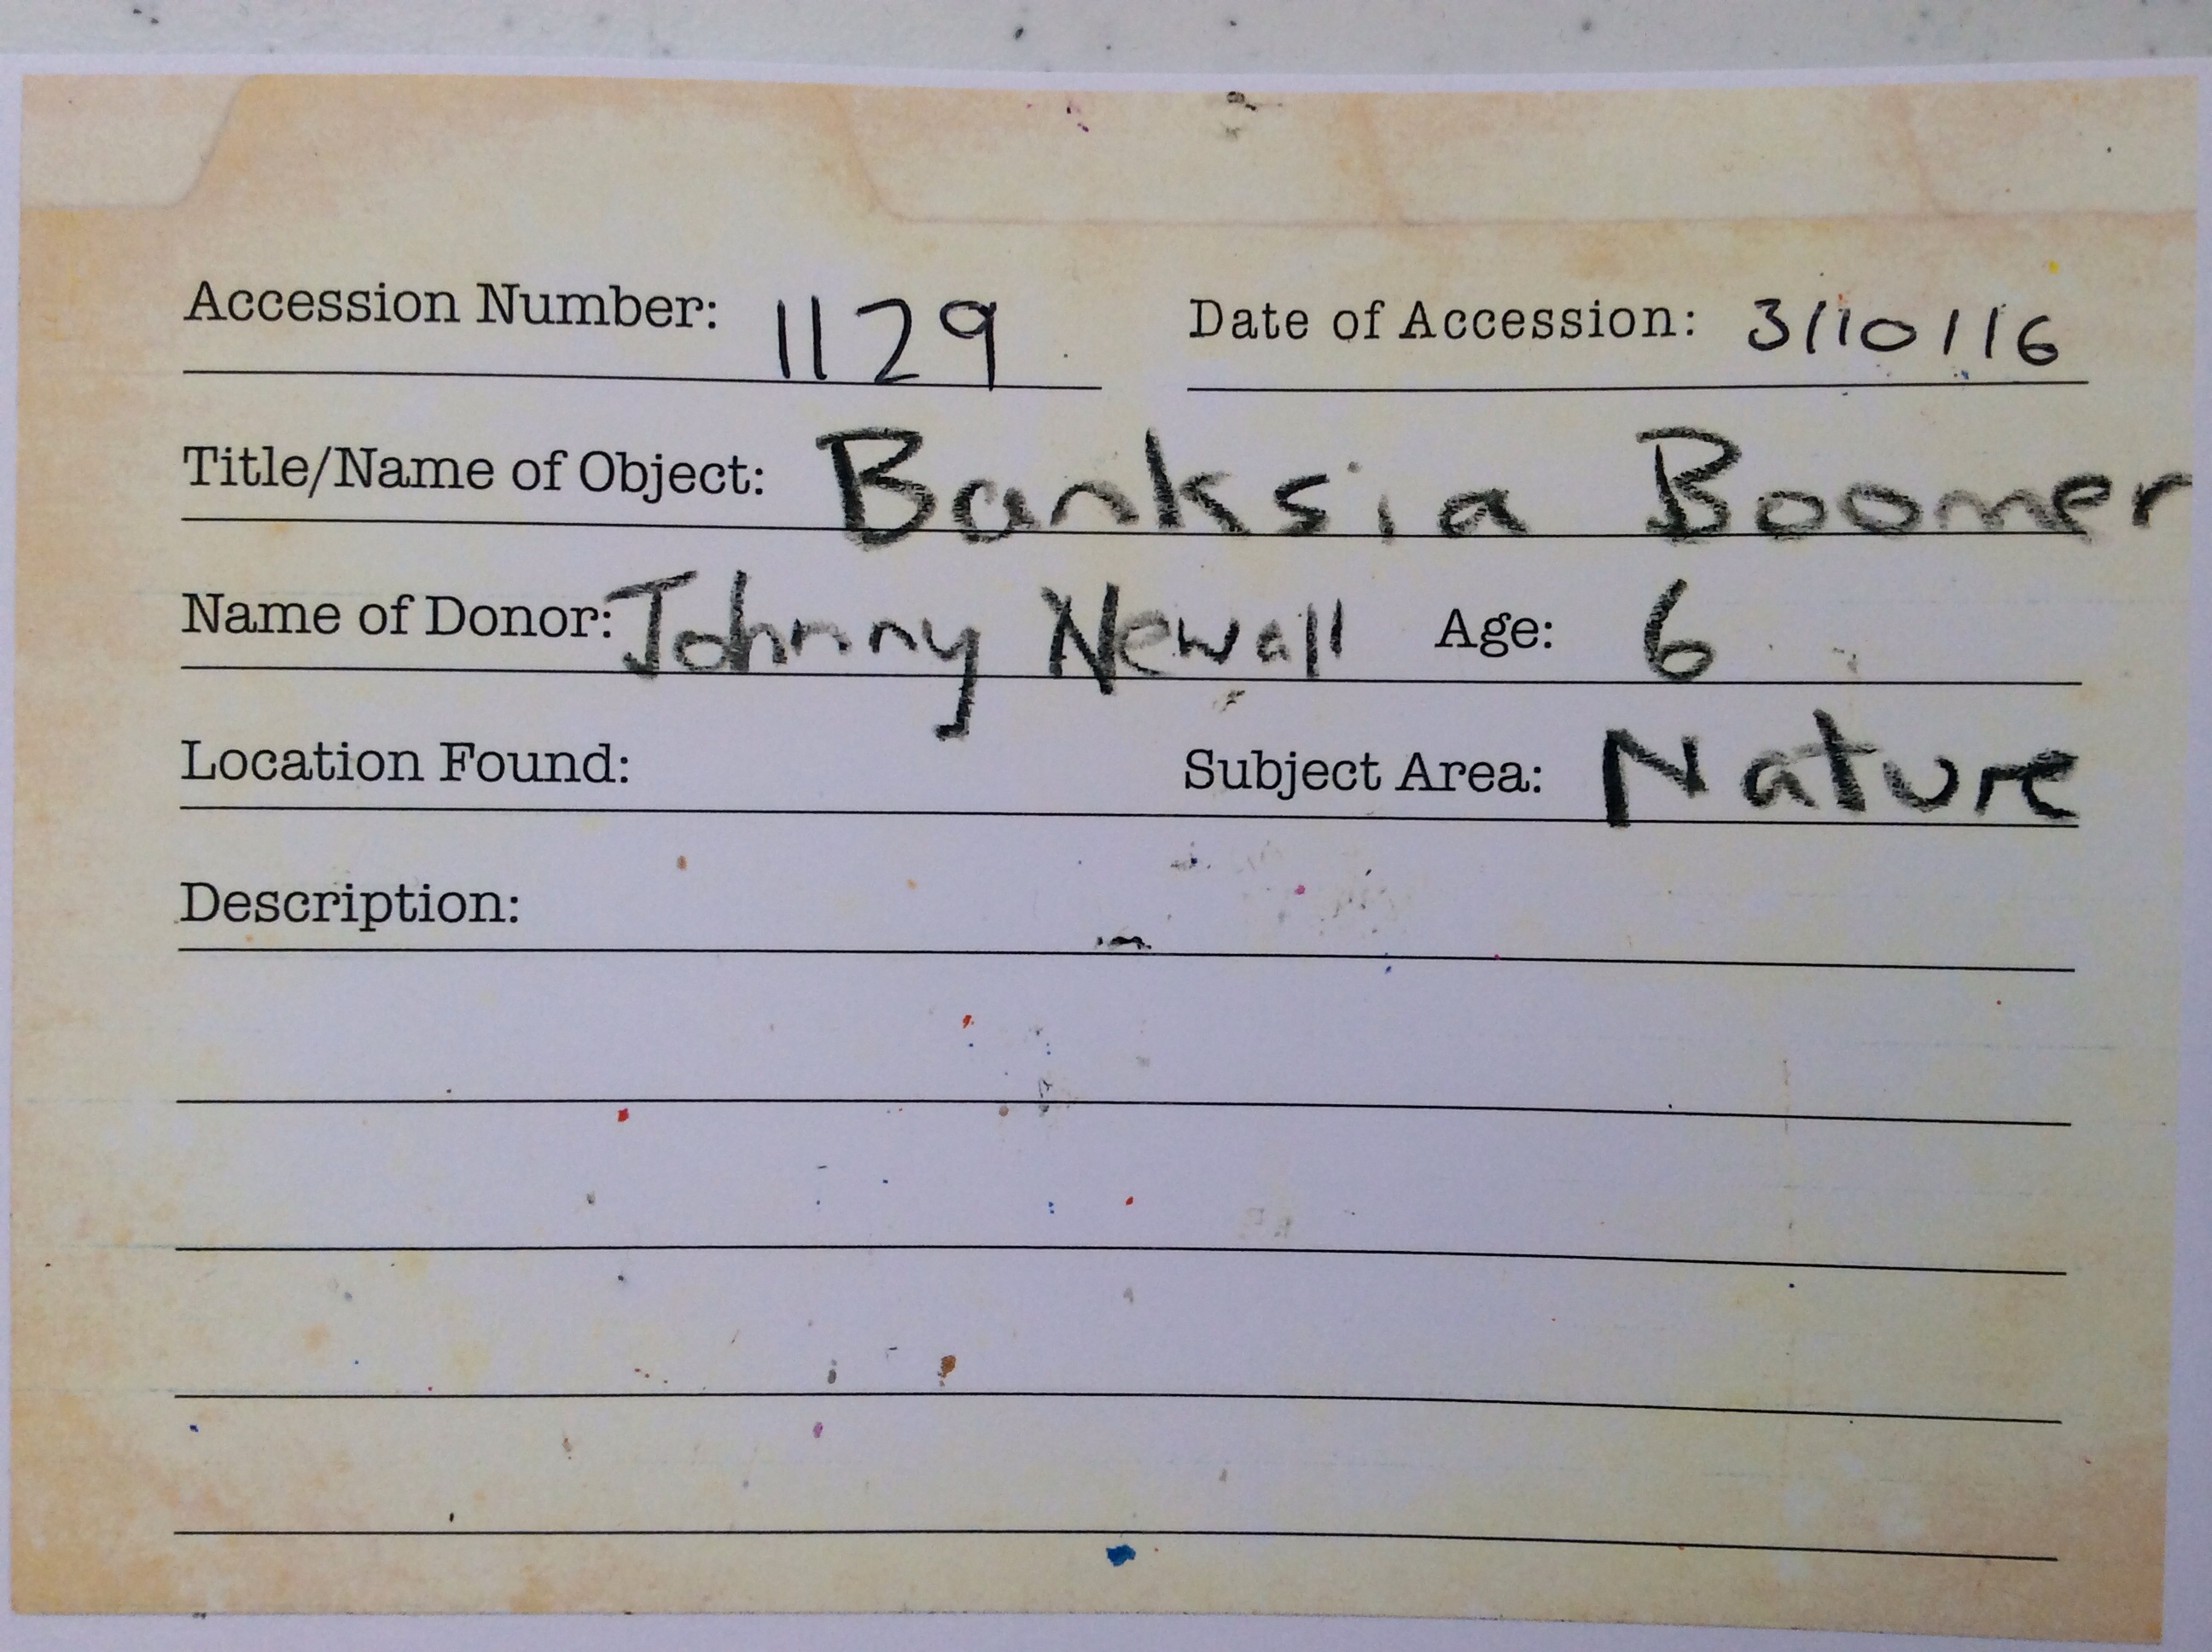 Accession Number: 1129 Date of Accession: 3/10/16
Title/Name of Object: Banksia Boomer
Name of Donor: Johnny Newall Age: 6
Location Found: Subject Area: Nature
Description: